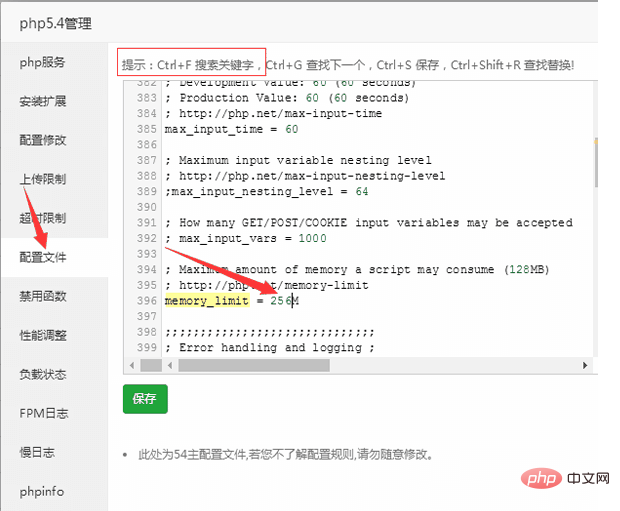 php5.4管理
php服务
安装扩展
配置修改
上传限制
超时限制
配置文件
禁用函数
性能调整
负载状态
FPM日志
慢日志
phpinfo
提示：Ctrl+F 搜索关键字，Ctrl+G 查找下一个，Ctrl+S 保存，Ctrl+Shift+R 查找替换!
382 ; Development Value: 60 (60 seconds)
383 ; Production Value: 60 (60 seconds)
384 ; http://php.net/max-input-time
385 max_input_time = 60
386
387 ; Maximum input variable nesting level
388 ; http://php.net/max-input-nesting-level
389 ;max_input_nesting_level = 64
390
391 ; How many GET/POST/COOKIE input variables may be accepted
392 ; max_input_vars = 1000
393
394 ; Maximum amount of memory a script may consume (128MB)
395 ; http://php.net/memory-limit
396 memory_limit = 256M
397
398 ;;;;;;;;;;;;;;;;;;;;;;;;;;;;;;
399 ; Error handling and logging ;
保存
此处为54主配置文件,若您不了解配置规则,请勿随意修改。
php 中文网